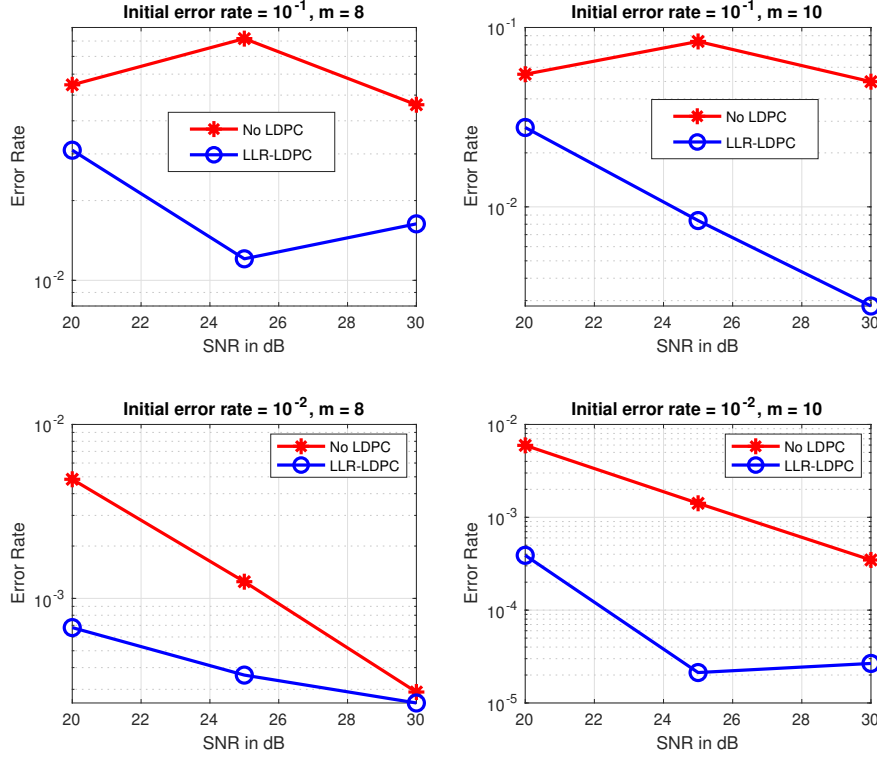 Initial error rate = 10^-1, m = 8
Error Rate
10^-2
No LDPC
LLR-LDPC
20 22 24 26 28 30
SNR in dB
Initial error rate = 10^-1, m = 10
Error Rate
10^-1
10^-2
No LDPC
LLR-LDPC
20 22 24 26 28 30
SNR in dB
Initial error rate = 10^-2, m = 8
Error Rate
10^-2
10^-3
No LDPC
LLR-LDPC
20 22 24 26 28 30
SNR in dB
Initial error rate = 10^-2, m = 10
Error Rate
10^-2
10^-3
10^-4
10^-5
No LDPC
LLR-LDPC
20 22 24 26 28 30
SNR in dB